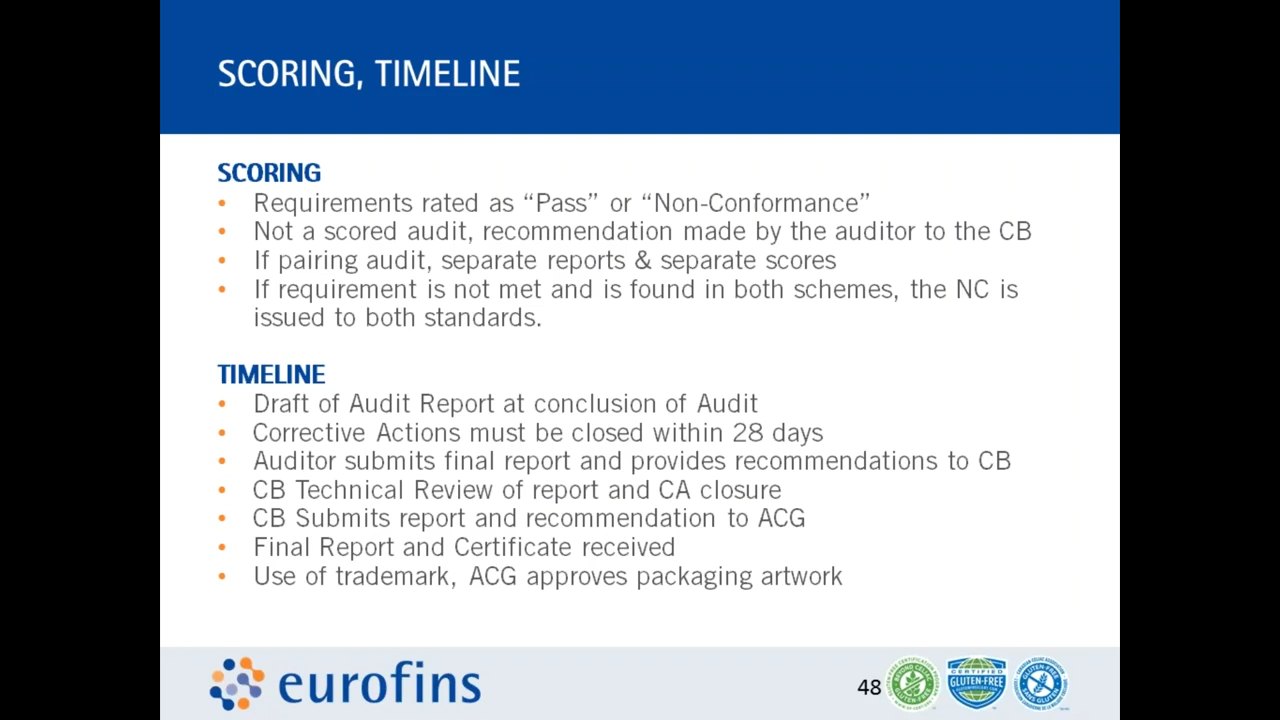 SCORING, TIMELINE
SCORING
• Requirements rated as “Pass” or “Non-Conformance”
• Not a scored audit, recommendation made by the auditor to the CB
• If pairing audit, separate reports & separate scores
• If requirement is not met and is found in both schemes, the NC is
issued to both standards.
TIMELINE
• Draft of Audit Report at conclusion of Audit
• Corrective Actions must be closed within 28 days
• Auditor submits final report and provides recommendations to CB
• CB Technical Review of report and CA closure
• CB Submits report and recommendation to ACG
• Final Report and Certificate received
• Use of trademark, ACG approves packaging artwork
eurofins
48
CERTIFIED
GLUTEN-FREE
GLUTEN-FREE
SANS GLUTEN